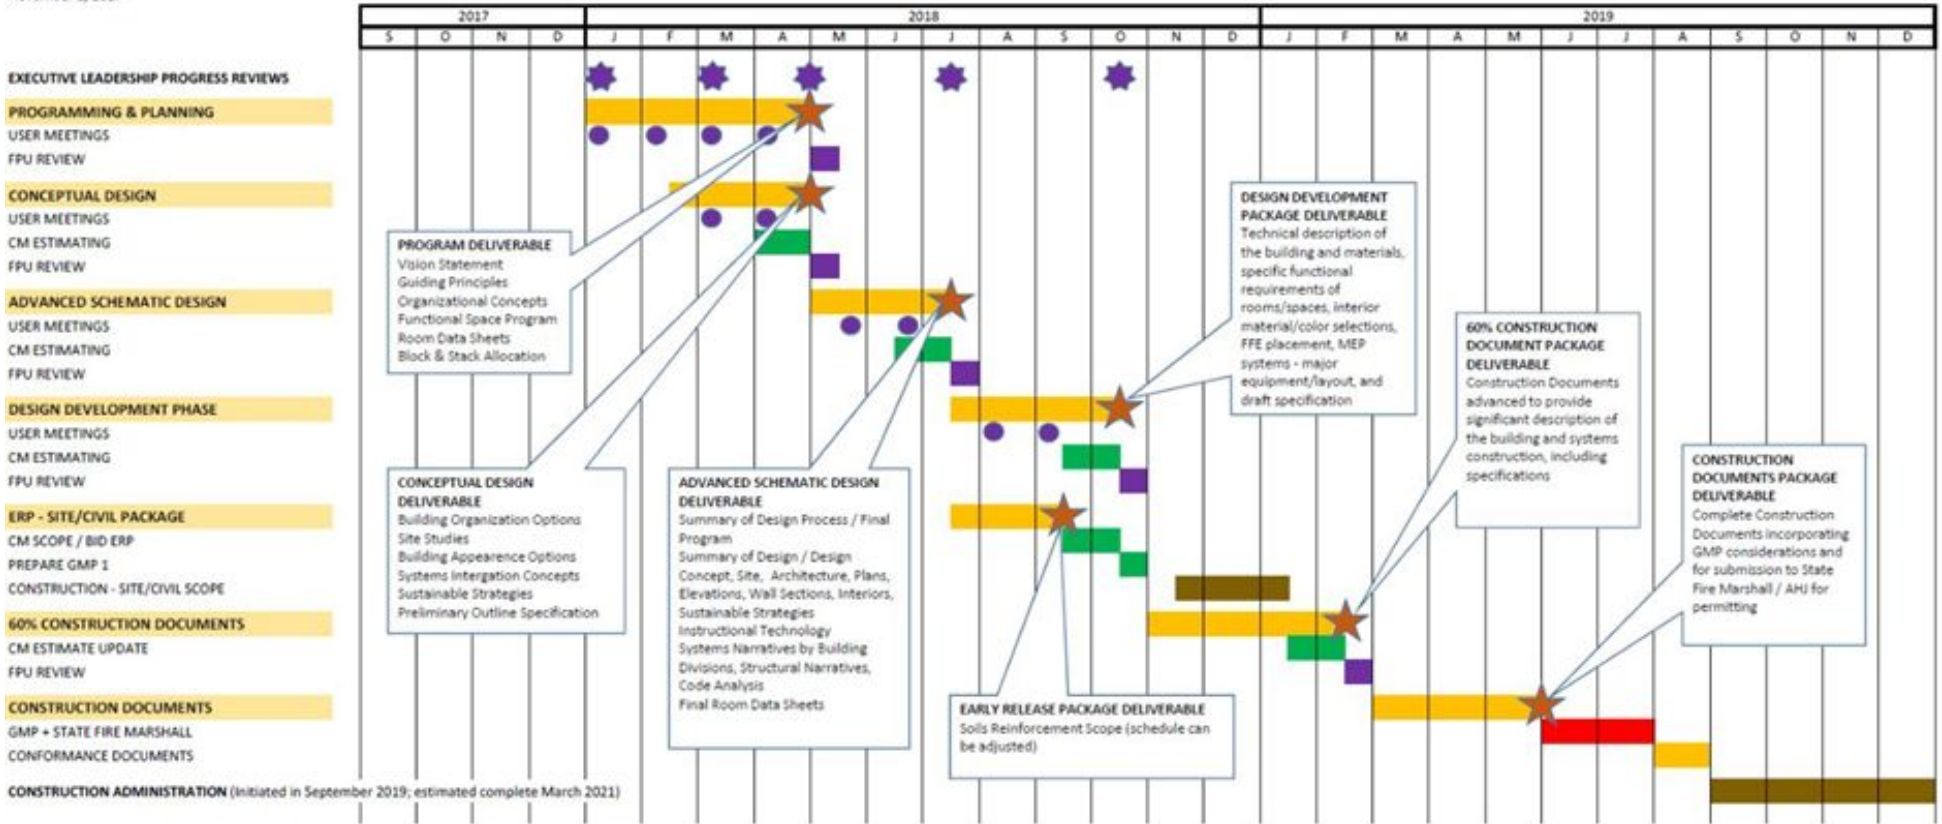 2017 2018 2019
S O N D J F M A M J J A S O N D J F M A M J J A S O N D
EXECUTIVE LEADERSHIP PROGRESS REVIEWS
PROGRAMMING & PLANNING
USER MEETINGS
FPU REVIEW
CONCEPTUAL DESIGN
USER MEETINGS
CM ESTIMATING
FPU REVIEW
ADVANCED SCHEMATIC DESIGN
USER MEETINGS
CM ESTIMATING
FPU REVIEW
DESIGN DEVELOPMENT PHASE
USER MEETINGS
CM ESTIMATING
FPU REVIEW
ERP - SITE/CIVIL PACKAGE
CM SCOPE / BID ERP
PREPARE GMP 1
CONSTRUCTION - SITE/CIVIL SCOPE
60% CONSTRUCTION DOCUMENTS
CM ESTIMATE UPDATE
FPU REVIEW
CONSTRUCTION DOCUMENTS
GMP + STATE FIRE MARSHALL
CONFORMANCE DOCUMENTS
CONSTRUCTION ADMINISTRATION (Initiated in September 2019; estimated complete March 2021)
PROGRAM DELIVERABLE
Vision Statement
Guiding Principles
Organizational Concepts
Functional Space Program
Room Data Sheets
Block & Stack Allocation
CONCEPTUAL DESIGN
DELIVERABLE
Building Organization Options
Site Studies
Building Appearence Options
Systems Intergation Concepts
Sustainable Strategies
Preliminary Outline Specification
ADVANCED SCHEMATIC DESIGN
DELIVERABLE
Summary of Design Process / Final
Program
Summary of Design / Design
Concept, Site, Architecture, Plans,
Elevations, Wall Sections, Interiors,
Sustainable Strategies
Instructional Technology
Systems Narratives by Building
Divisions, Structural Narratives,
Code Analysis
Final Room Data Sheets
EARLY RELEASE PACKAGE DELIVERABLE
Soils Reinforcement Scope (schedule can
be adjusted)
DESIGN DEVELOPMENT
PACKAGE DELIVERABLE
Technical description of
the building and materials,
specific functional
requirements of
rooms/spaces, interior
material/color selections,
FFE placement, MEP
systems - major
equipment/layout, and
draft specification
60% CONSTRUCTION
DOCUMENT PACKAGE
DELIVERABLE
Construction Documents
advanced to provide
significant description of
the building and systems
construction, including
specifications
CONSTRUCTION
DOCUMENTS PACKAGE
DELIVERABLE
Complete Construction
Documents incorporating
GMP considerations and
for submission to State
Fire Marshall / AHJ for
permitting